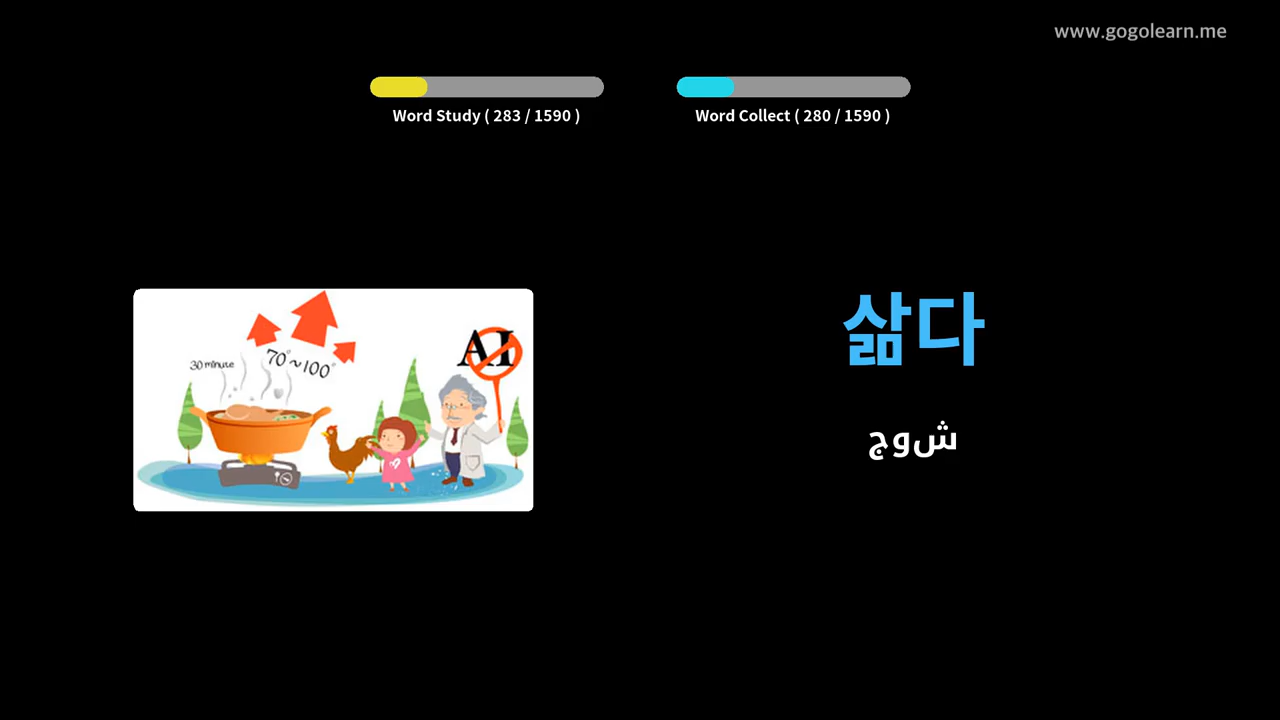 www.gogolearn.me
Word Study ( 283 / 1590 )
Word Collect ( 280 / 1590 )
30 minute
70°~100°
AI
삶다
شوج